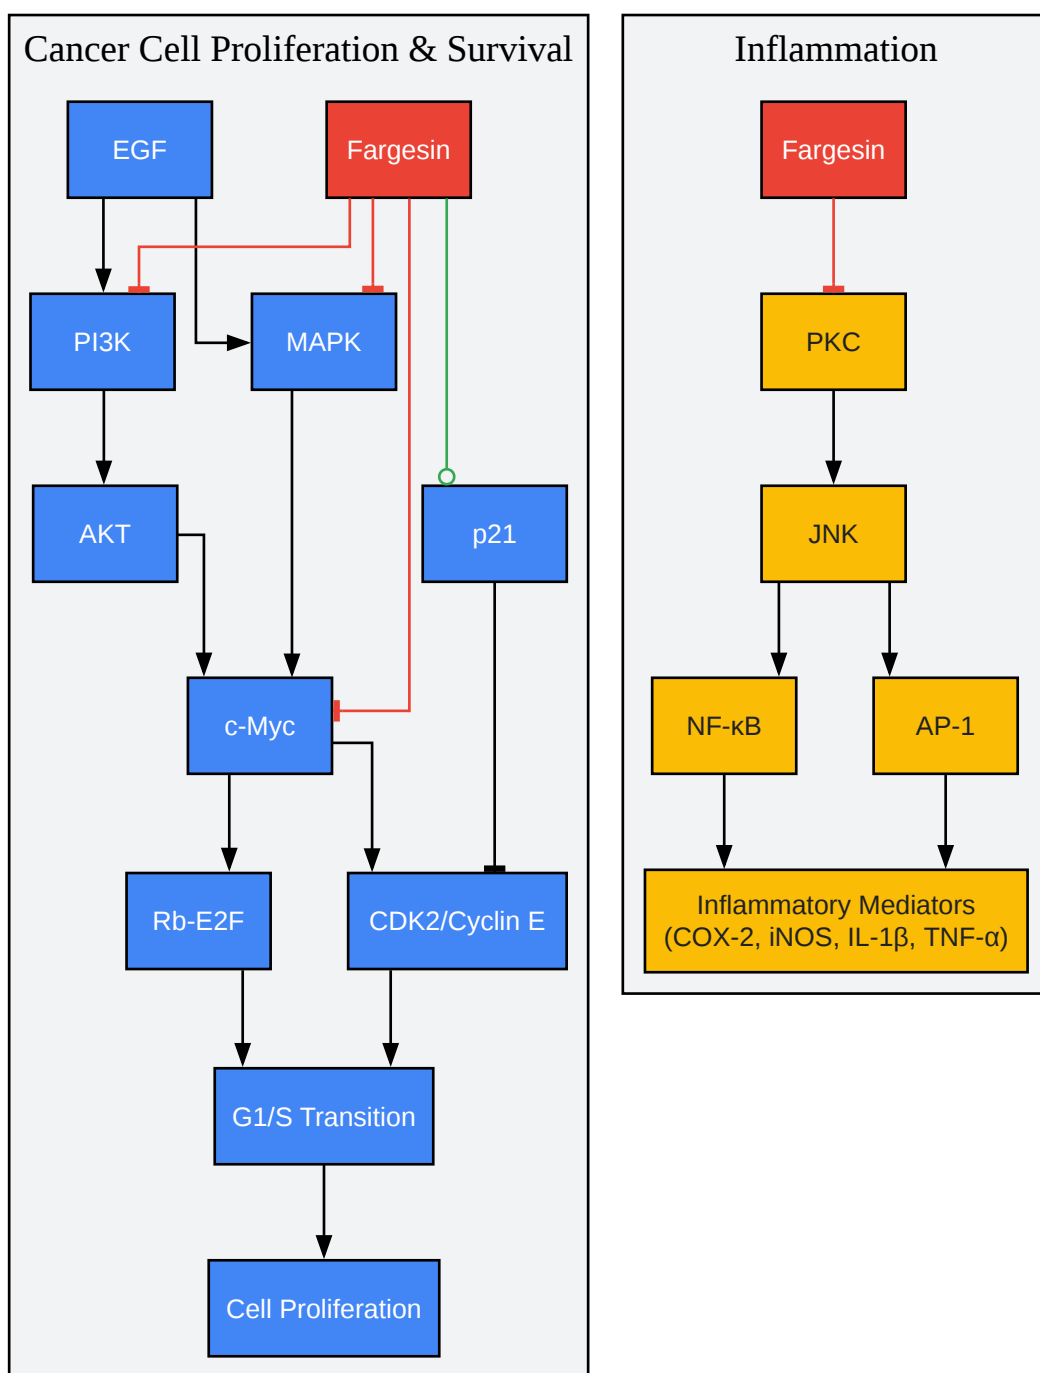 Cancer Cell Proliferation & Survival
EGF
Fargesin
PI3K
MAPK
AKT
p21
c-Myc
Rb-E2F
CDK2/Cyclin E
G1/S Transition
Cell Proliferation
Inflammation
Fargesin
PKC
JNK
NF-κB
AP-1
Inflammatory Mediators
(COX-2, iNOS, IL-1β, TNF-α)